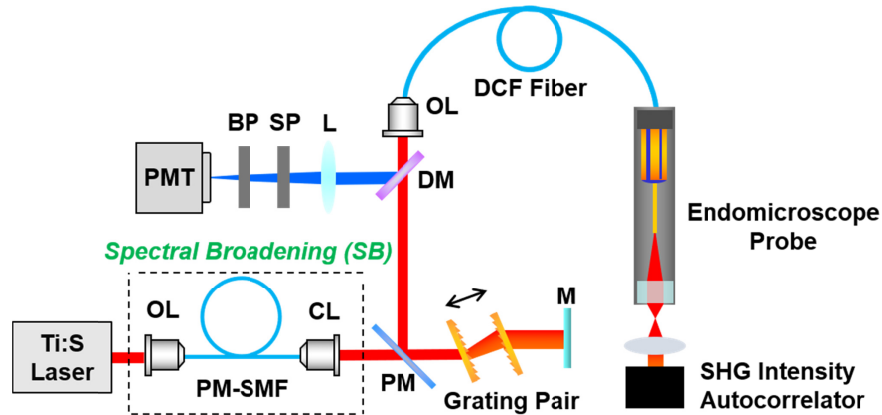 OL
DCF Fiber
BP SP L
PMT
DM
Endomicroscope
Probe
Spectral Broadening (SB)
OL
CL
M
Ti:S
Laser
PM-SMF
PM
Grating Pair
SHG Intensity
Autocorrelator